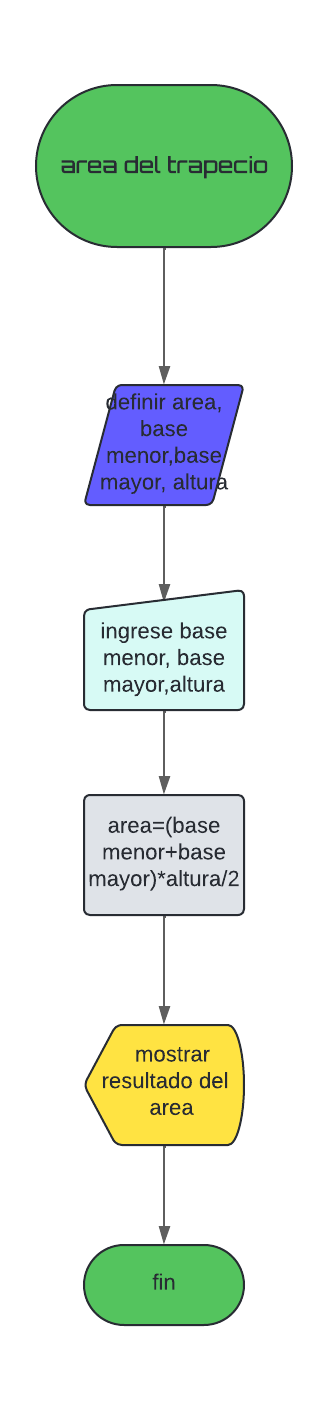 area del trapecio
definir area,
base
menor,base
mayor, altura
ingrese base
menor, base
mayor,altura
area=(base
menor+base
mayor)*altura/2
mostrar
resultado del
area
fin